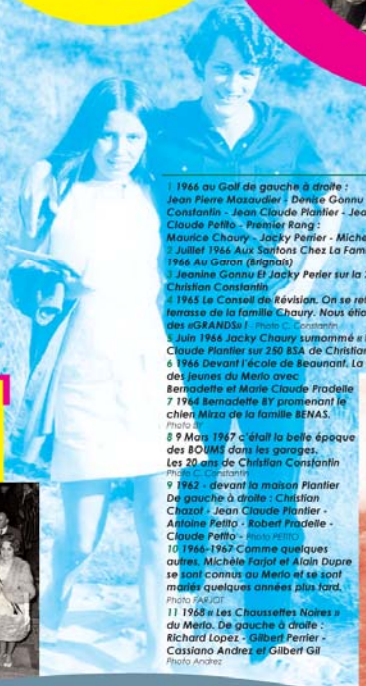 1 1966 au Golf de gauche à droite :
Jean Pierre Mazaudier - Denise Gonnu
Constantin - Jean Claude Plantier - Jea
Claude Petito - Premier Rang :
Maurice Chaury - Jacky Perrier - Miche
2 Juillet 1966 Aux Santons Chez La Fam
1966 Au Garon (Brignais)
3 Jeanine Gonnu Et Jacky Perier sur la
Christian Constantin
4 1965 Le Conseil de Révision. On se re
terrasse de la famille Chaury. Nous étio
des «GRANDS» ! Photo C. Constantin
5 Juin 1966 Jacky Chaury surnommé «
Claude Plantier sur 250 BSA de Christian
6 1966 Devant l'école de Beaunant. La
des jeunes du Merlo avec
Bernadette et Marie Claude Pradelle
7 1964 Bernadette BY promenant le
chien Mirza de la famille BENAS.
Photo BY
8 9 Mars 1967 c'était la belle époque
des BOUMS dans les garages.
Les 20 ans de Christian Constantin
Photo C. Constantin
9 1962 - devant la maison Plantier
De gauche à droite : Christian
Chazot - Jean Claude Plantier -
Antoine Petito - Robert Pradelle -
Claude Petito - Photo PETITO
10 1966-1967 Comme quelques
autres, Michèle Farjot et Alain Dupre
se sont connus au Merlo et se sont
mariés quelques années plus tard.
Photo FARJOT
11 1968 « Les Chaussettes Noires »
du Merlo. De gauche à droite :
Richard Lopez - Gilbert Perrier -
Cassiano Andrez et Gilbert Gil
Photo Andrez